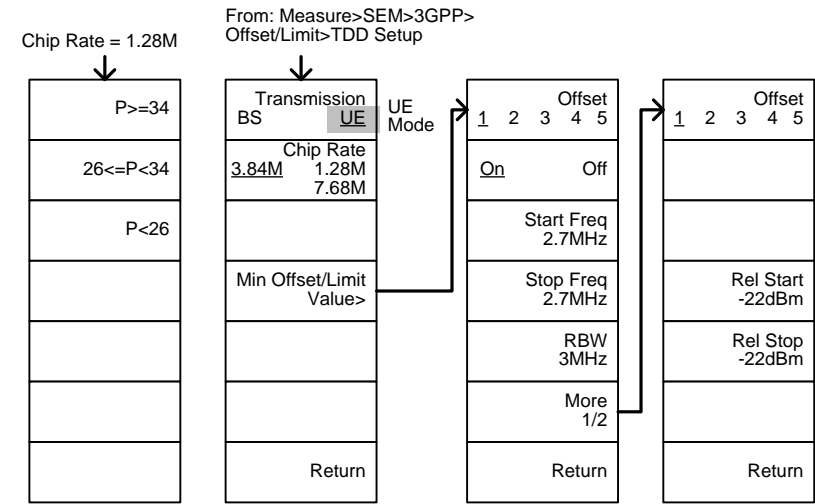 From: Measure>SEM>3GPP>
Offset/Limit>TDD Setup
Chip Rate = 1.28M
P>=34
26<=P<34
P<26
Transmission
BS UE
UE
Mode
Chip Rate
3.84M 1.28M
7.68M
Min Offset/Limit
Value>
Return
Offset
1 2 3 4 5
On Off
Start Freq
2.7MHz
Stop Freq
2.7MHz
RBW
3MHz
More
1/2
Return
Offset
1 2 3 4 5
Rel Start
-22dBm
Rel Stop
-22dBm
Return